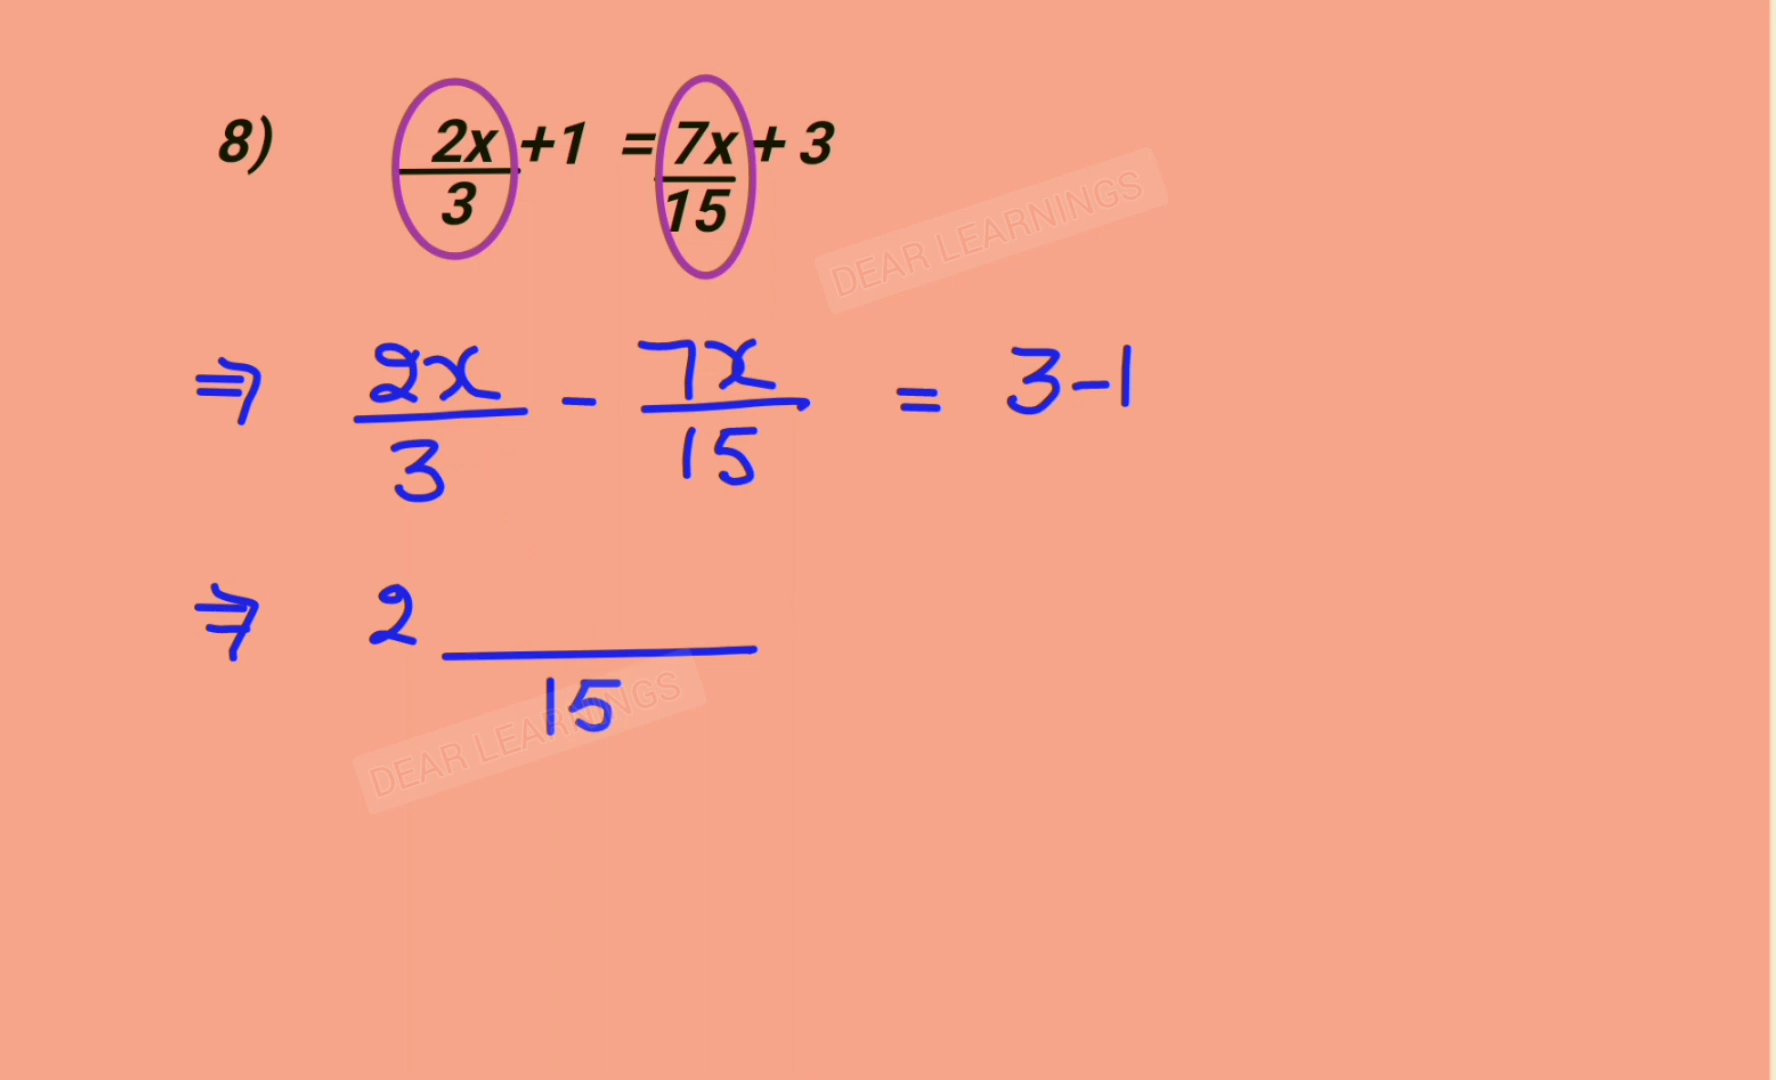 8) 2x/3 +1 = 7x/15 + 3
DEAR LEARNINGS
⇒ 2x/3 - 7x/15 = 3-1
⇒ 2 __/15
DEAR LEARNINGS